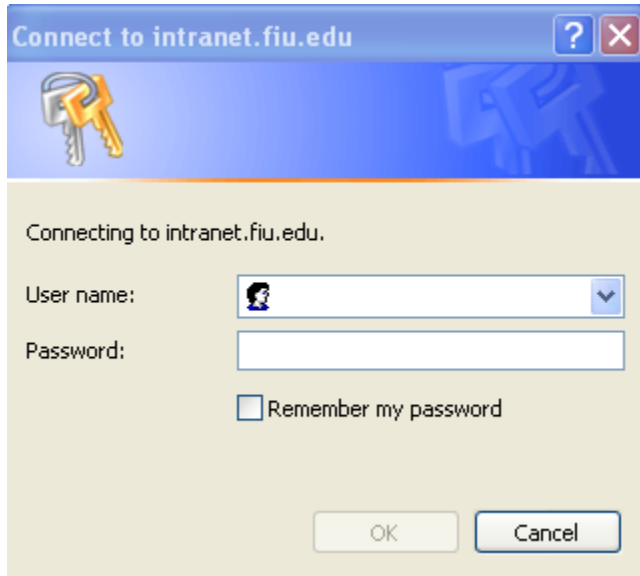 Connect to intranet.fiu.edu
Connecting to intranet.fiu.edu.
User name:
Password:
Remember my password
OK Cancel